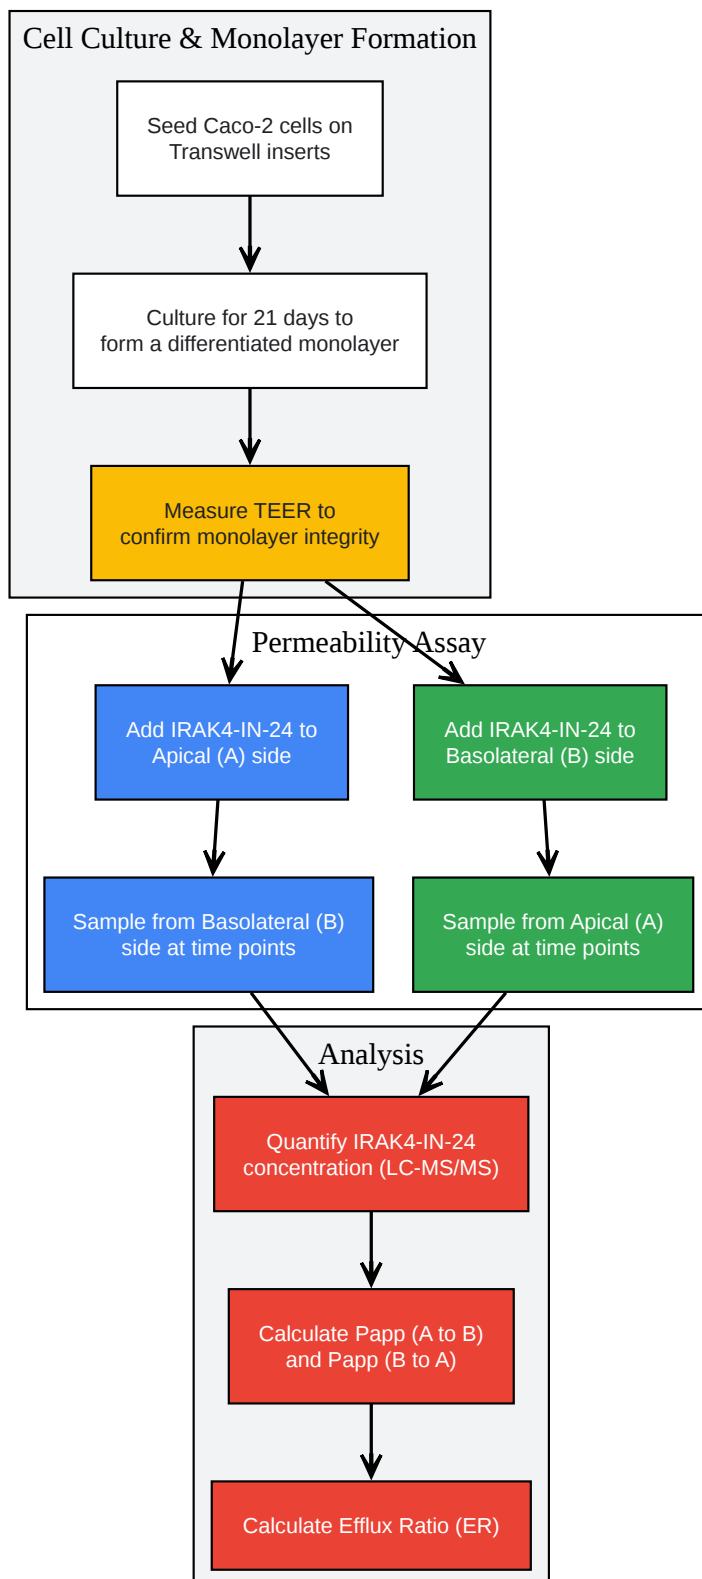 Cell Culture & Monolayer Formation
Seed Caco-2 cells on
Transwell inserts
Culture for 21 days to
form a differentiated monolayer
Measure TEER to
confirm monolayer integrity
Permeability Assay
Add IRAK4-IN-24 to
Apical (A) side
Add IRAK4-IN-24 to
Basolateral (B) side
Sample from Basolateral (B)
side at time points
Sample from Apical (A)
side at time points
Analysis
Quantify IRAK4-IN-24
concentration (LC-MS/MS)
Calculate Papp (A to B)
and Papp (B to A)
Calculate Efflux Ratio (ER)